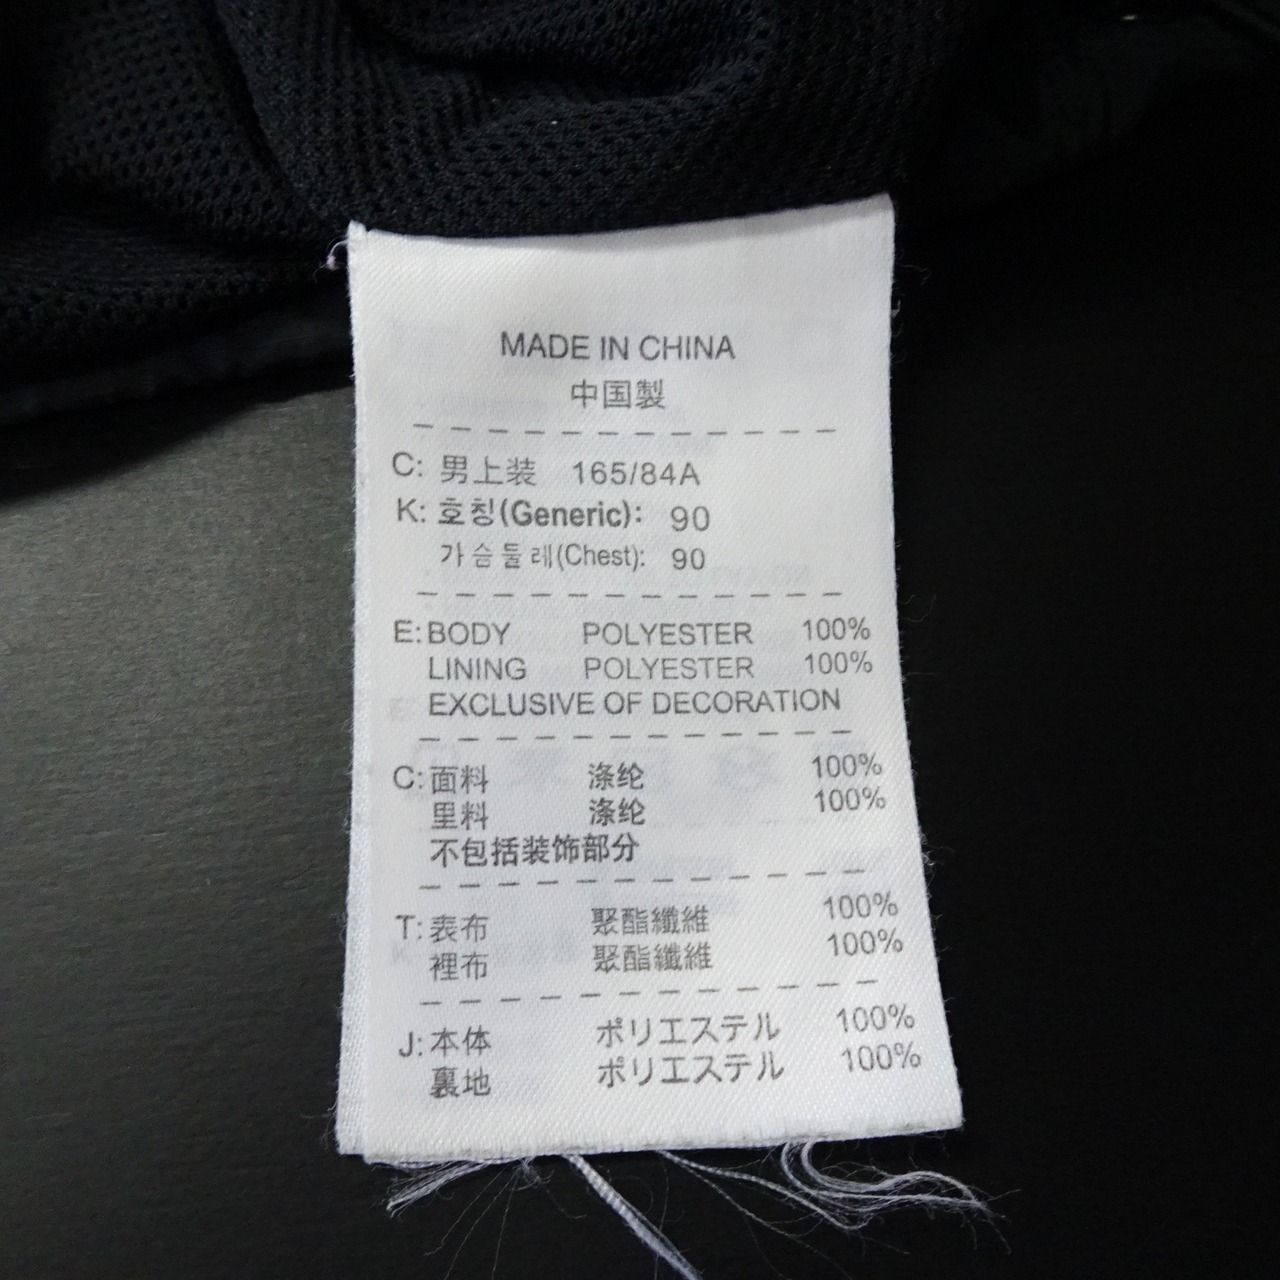 MADE IN CHINA
中国製
C: 男上装 165/84A
K: 호칭(Generic): 90
가슴둘레(Chest): 90
E: BODY POLYESTER 100%
LINING POLYESTER 100%
EXCLUSIVE OF DECORATION
C: 面料 涤纶 100%
里料 涤纶 100%
不包括装饰部分
T: 表布 聚酯纖維 100%
裡布 聚酯纖維 100%
J: 本体 ポリエステル 100%
裏地 ポリエステル 100%